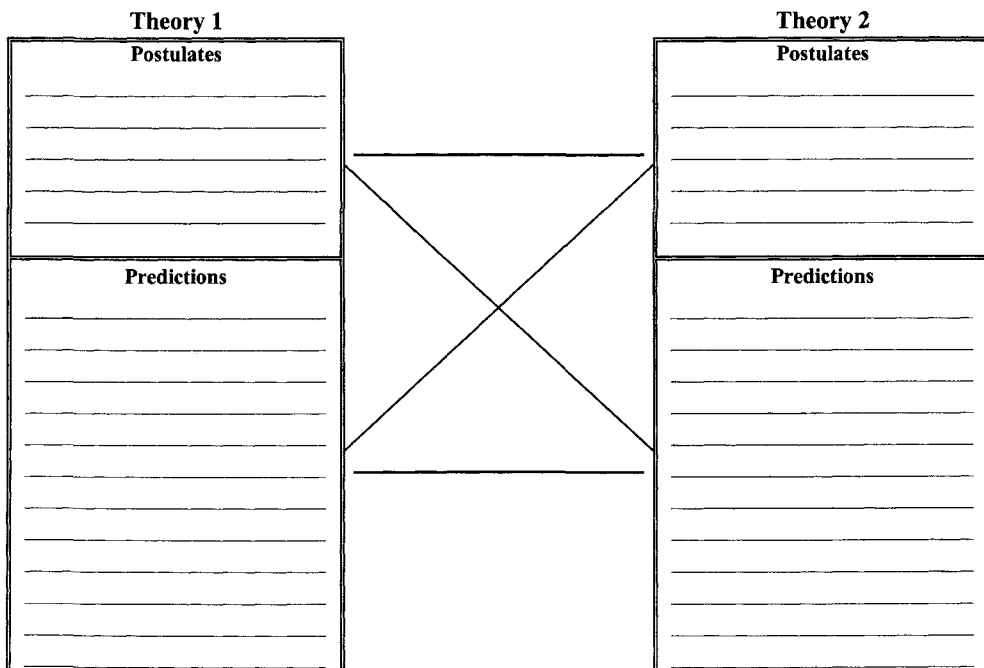 Theory 1
Postulates
Predictions
Theory 2
Postulates
Predictions